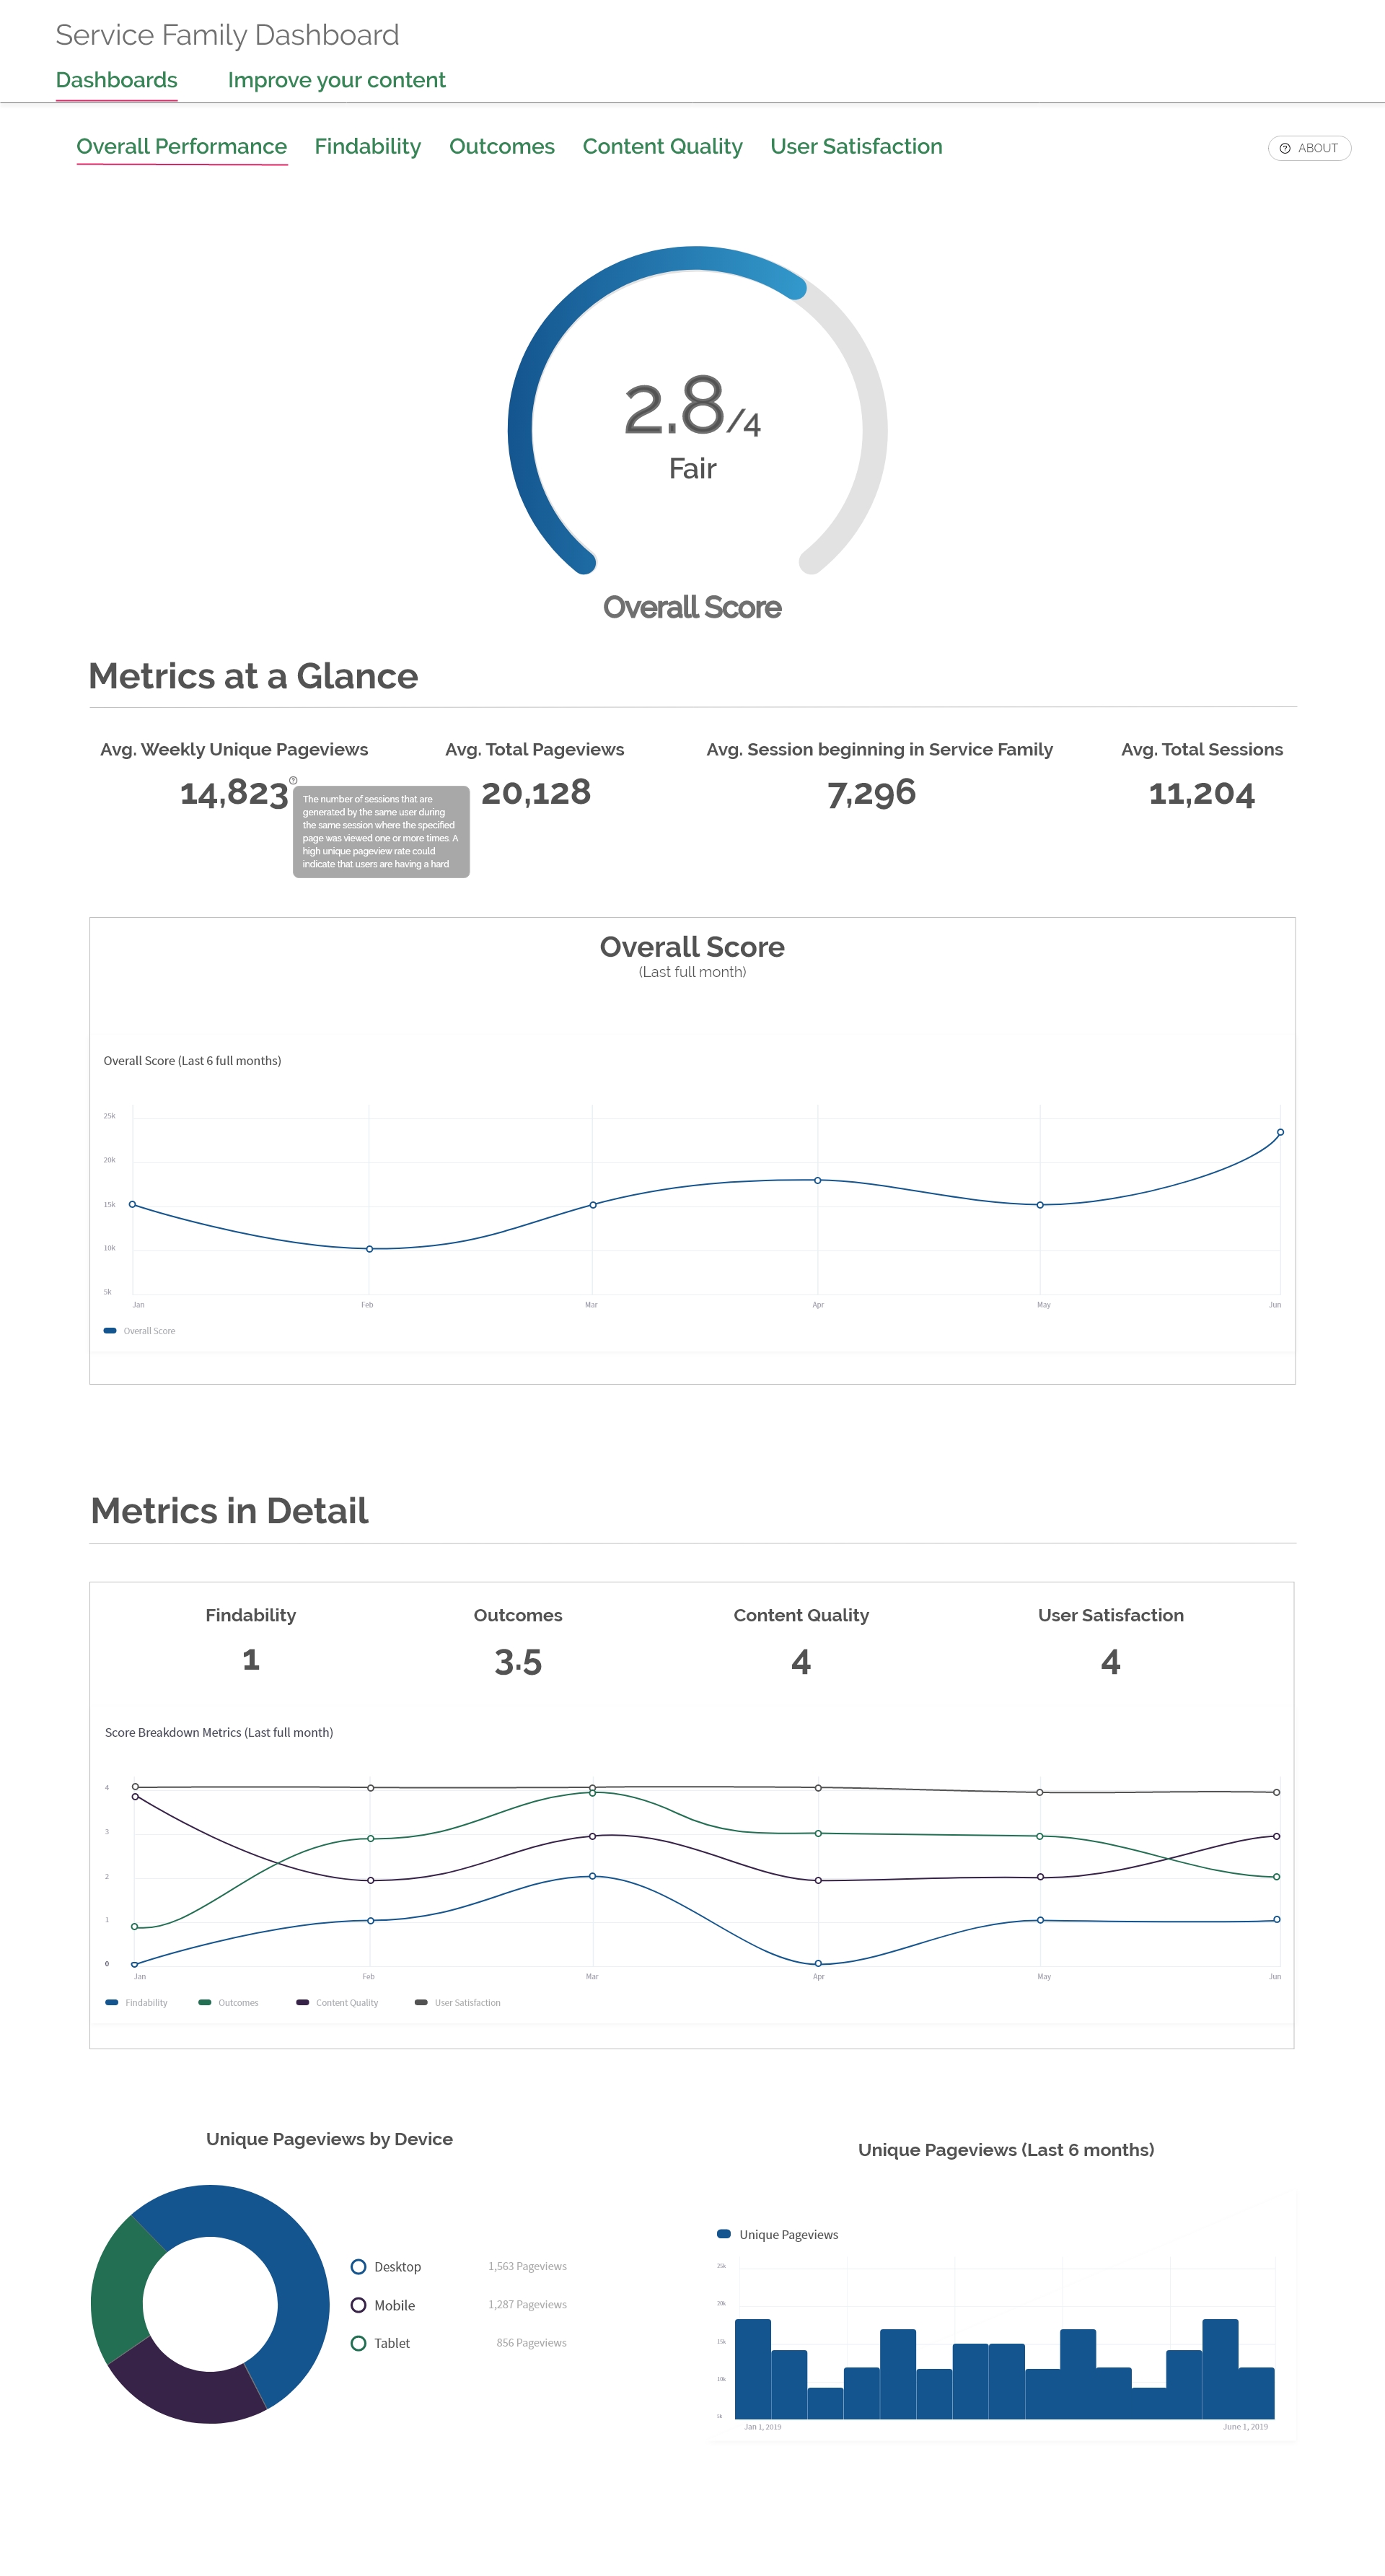 Service Family Dashboard
Dashboards
Improve your content
Overall Performance
Findability
Outcomes
Content Quality
User Satisfaction
ABOUT
2.8/4
Fair
Overall Score
Metrics at a Glance
Avg. Weekly Unique Pageviews
14,823
The number of sessions that are
generated by the same user during
the same session where the specified
page was viewed one or more times. A
high unique pageview rate could
indicate that users are having a hard
Avg. Total Pageviews
20,128
Avg. Session beginning in Service Family
7,296
Avg. Total Sessions
11,204
Overall Score
(Last full month)
Overall Score (Last 6 full months)
25k
20k
15k
10k
5k
Jan
Feb
Mar
Apr
May
Jun
Overall Score
Metrics in Detail
Findability
1
Outcomes
3.5
Content Quality
4
User Satisfaction
4
Score Breakdown Metrics (Last full month)
4
3
2
1
0
Jan
Feb
Mar
Apr
May
Jun
Findability
Outcomes
Content Quality
User Satisfaction
Unique Pageviews by Device
Desktop
1,563 Pageviews
Mobile
1,287 Pageviews
Tablet
856 Pageviews
Unique Pageviews (Last 6 months)
Unique Pageviews
25k
20k
15k
10k
5k
Jan 1, 2019
June 1, 2019